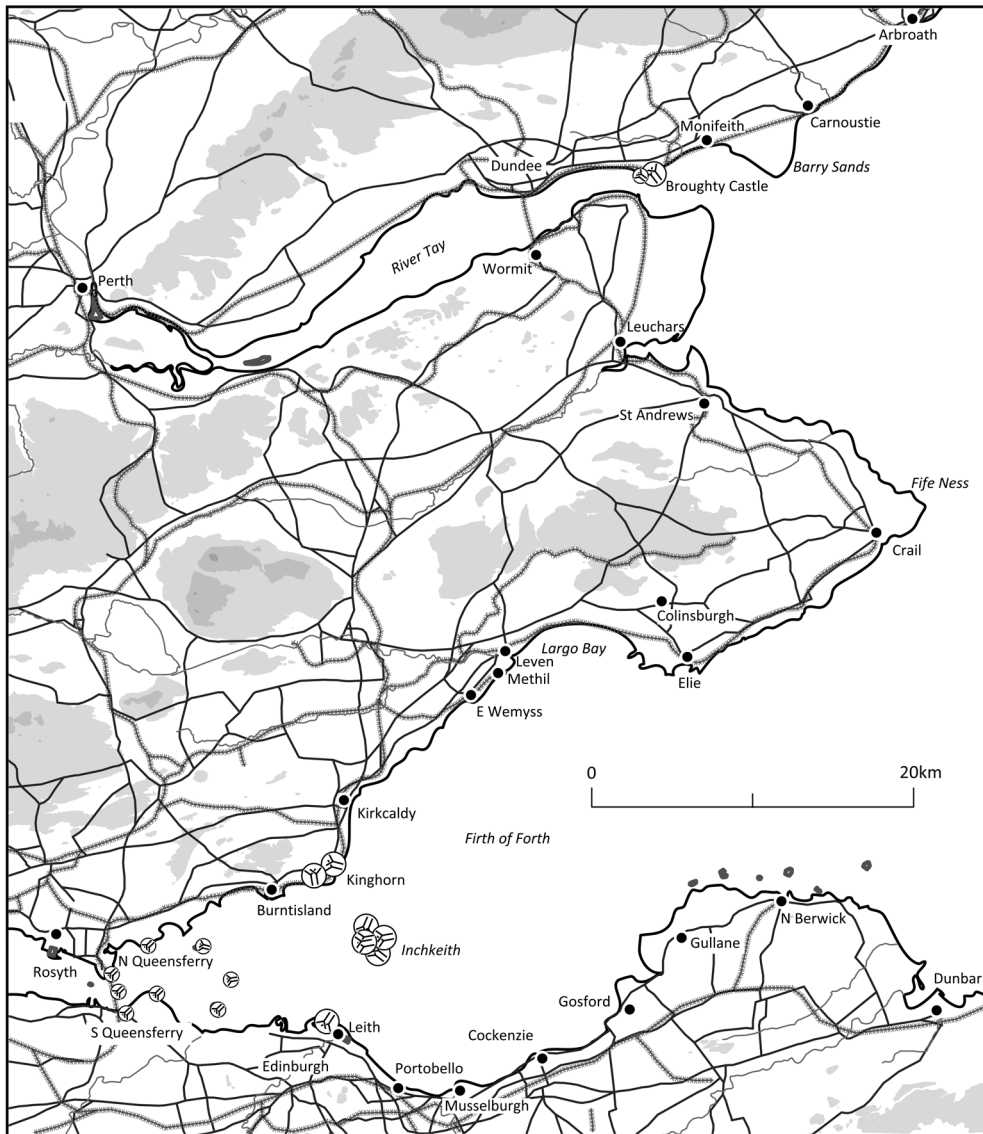 Arbroath
Carnoustie
Monifeith
Barry Sands
Dundee
Broughty Castle
River Tay
Wormit
Perth
Leuchars
St Andrews
Fife Ness
Crail
Colinsburgh
Largo Bay
Leven
Methil
Elie
E Wemyss
0
20km
Kirkcaldy
Firth of Forth
Kinghorn
Burntisland
N Berwick
Gullane
Inchkeith
N Queensferry
Rosyth
Dunbar
Gosford
S Queensferry
Leith
Cockenzie
Edinburgh
Portobello
Musselburgh